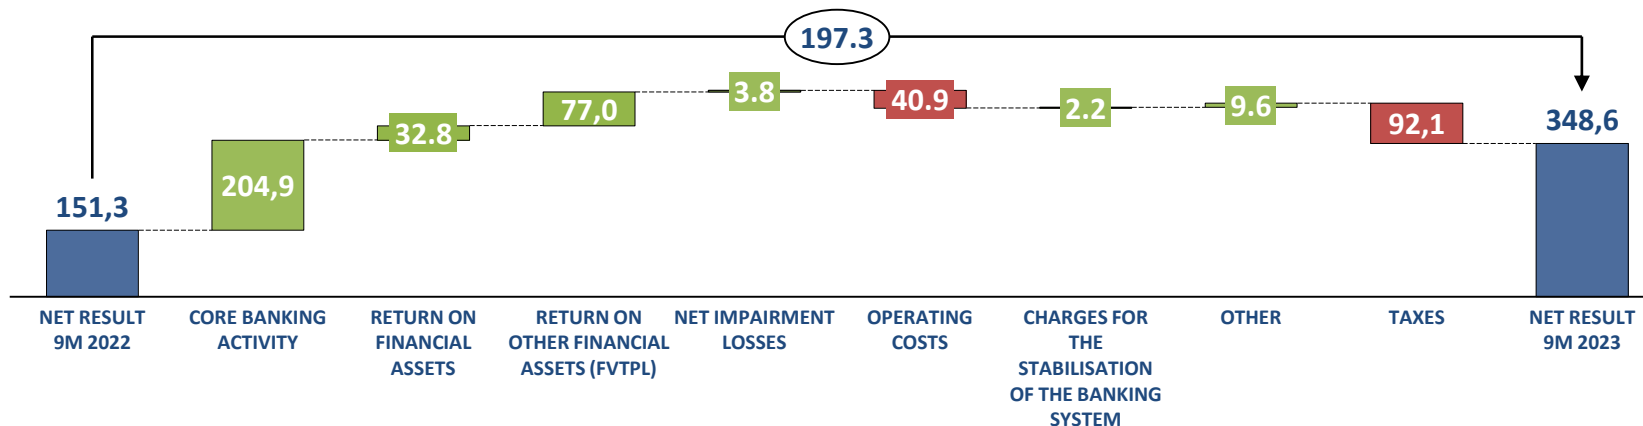 197.3
151,3
204,9
32.8
77,0
3.8
40.9
2.2
9.6
92,1
348,6
NET RESULT
9M 2022
CORE BANKING
ACTIVITY
RETURN ON
FINANCIAL
ASSETS
RETURN ON
OTHER FINANCIAL
ASSETS (FVTPL)
NET IMPAIRMENT
LOSSES
OPERATING
COSTS
CHARGES FOR
THE
STABILISATION
OF THE BANKING
SYSTEM
OTHER
TAXES
NET RESULT
9M 2023